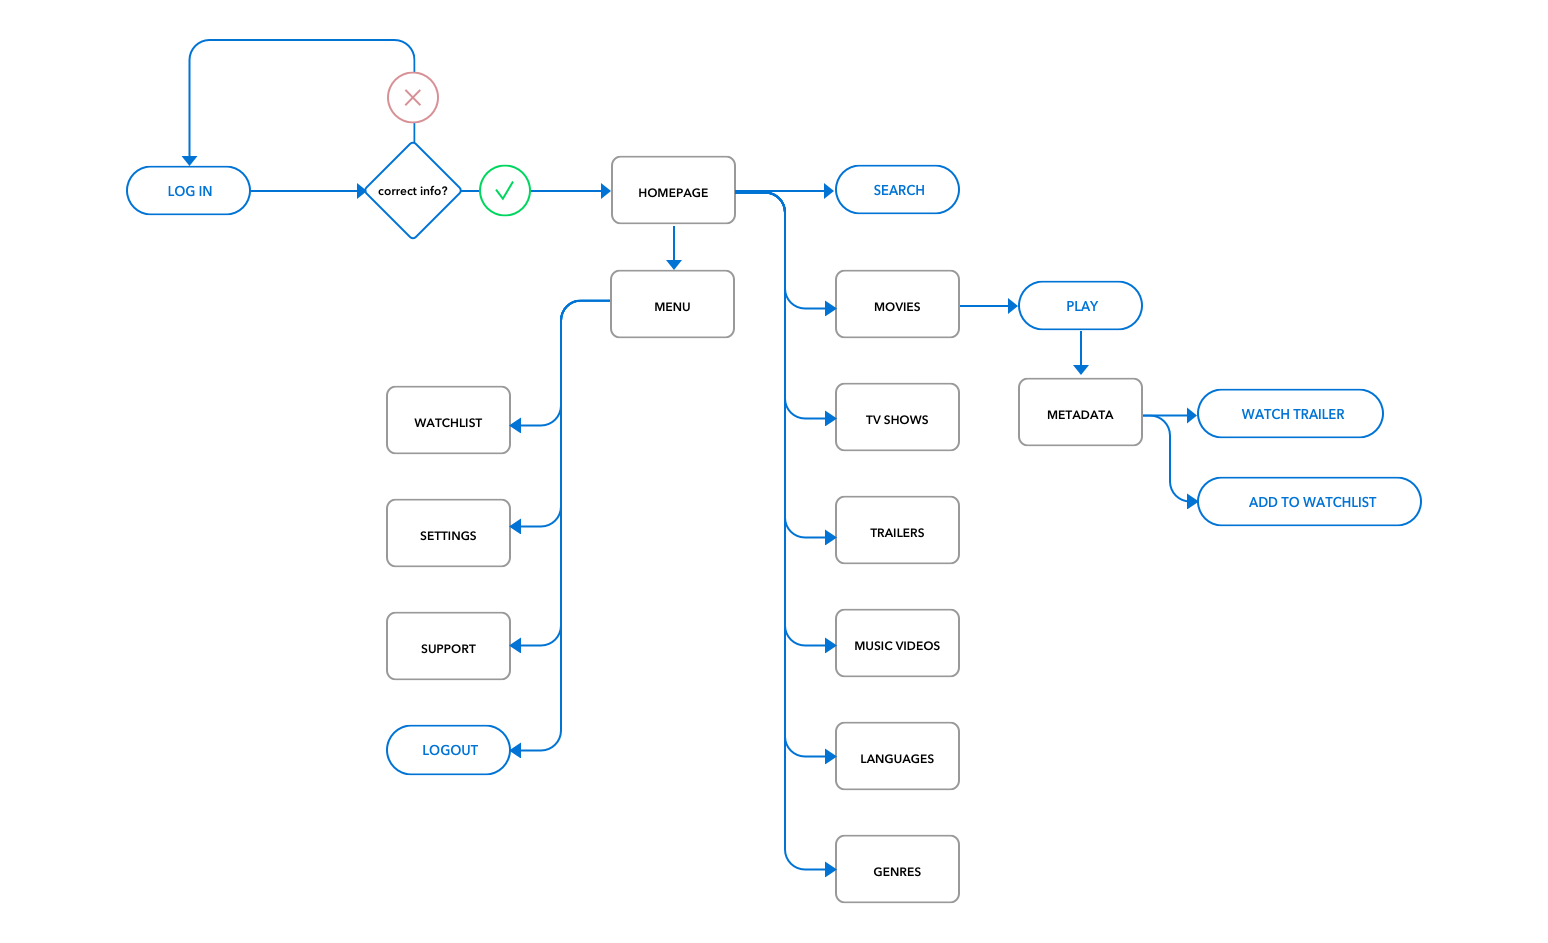 LOG IN
correct info?
HOMEPAGE
SEARCH
MENU
MOVIES
PLAY
WATCHLIST
TV SHOWS
METADATA
WATCH TRAILER
ADD TO WATCHLIST
SETTINGS
TRAILERS
SUPPORT
MUSIC VIDEOS
LOGOUT
LANGUAGES
GENRES